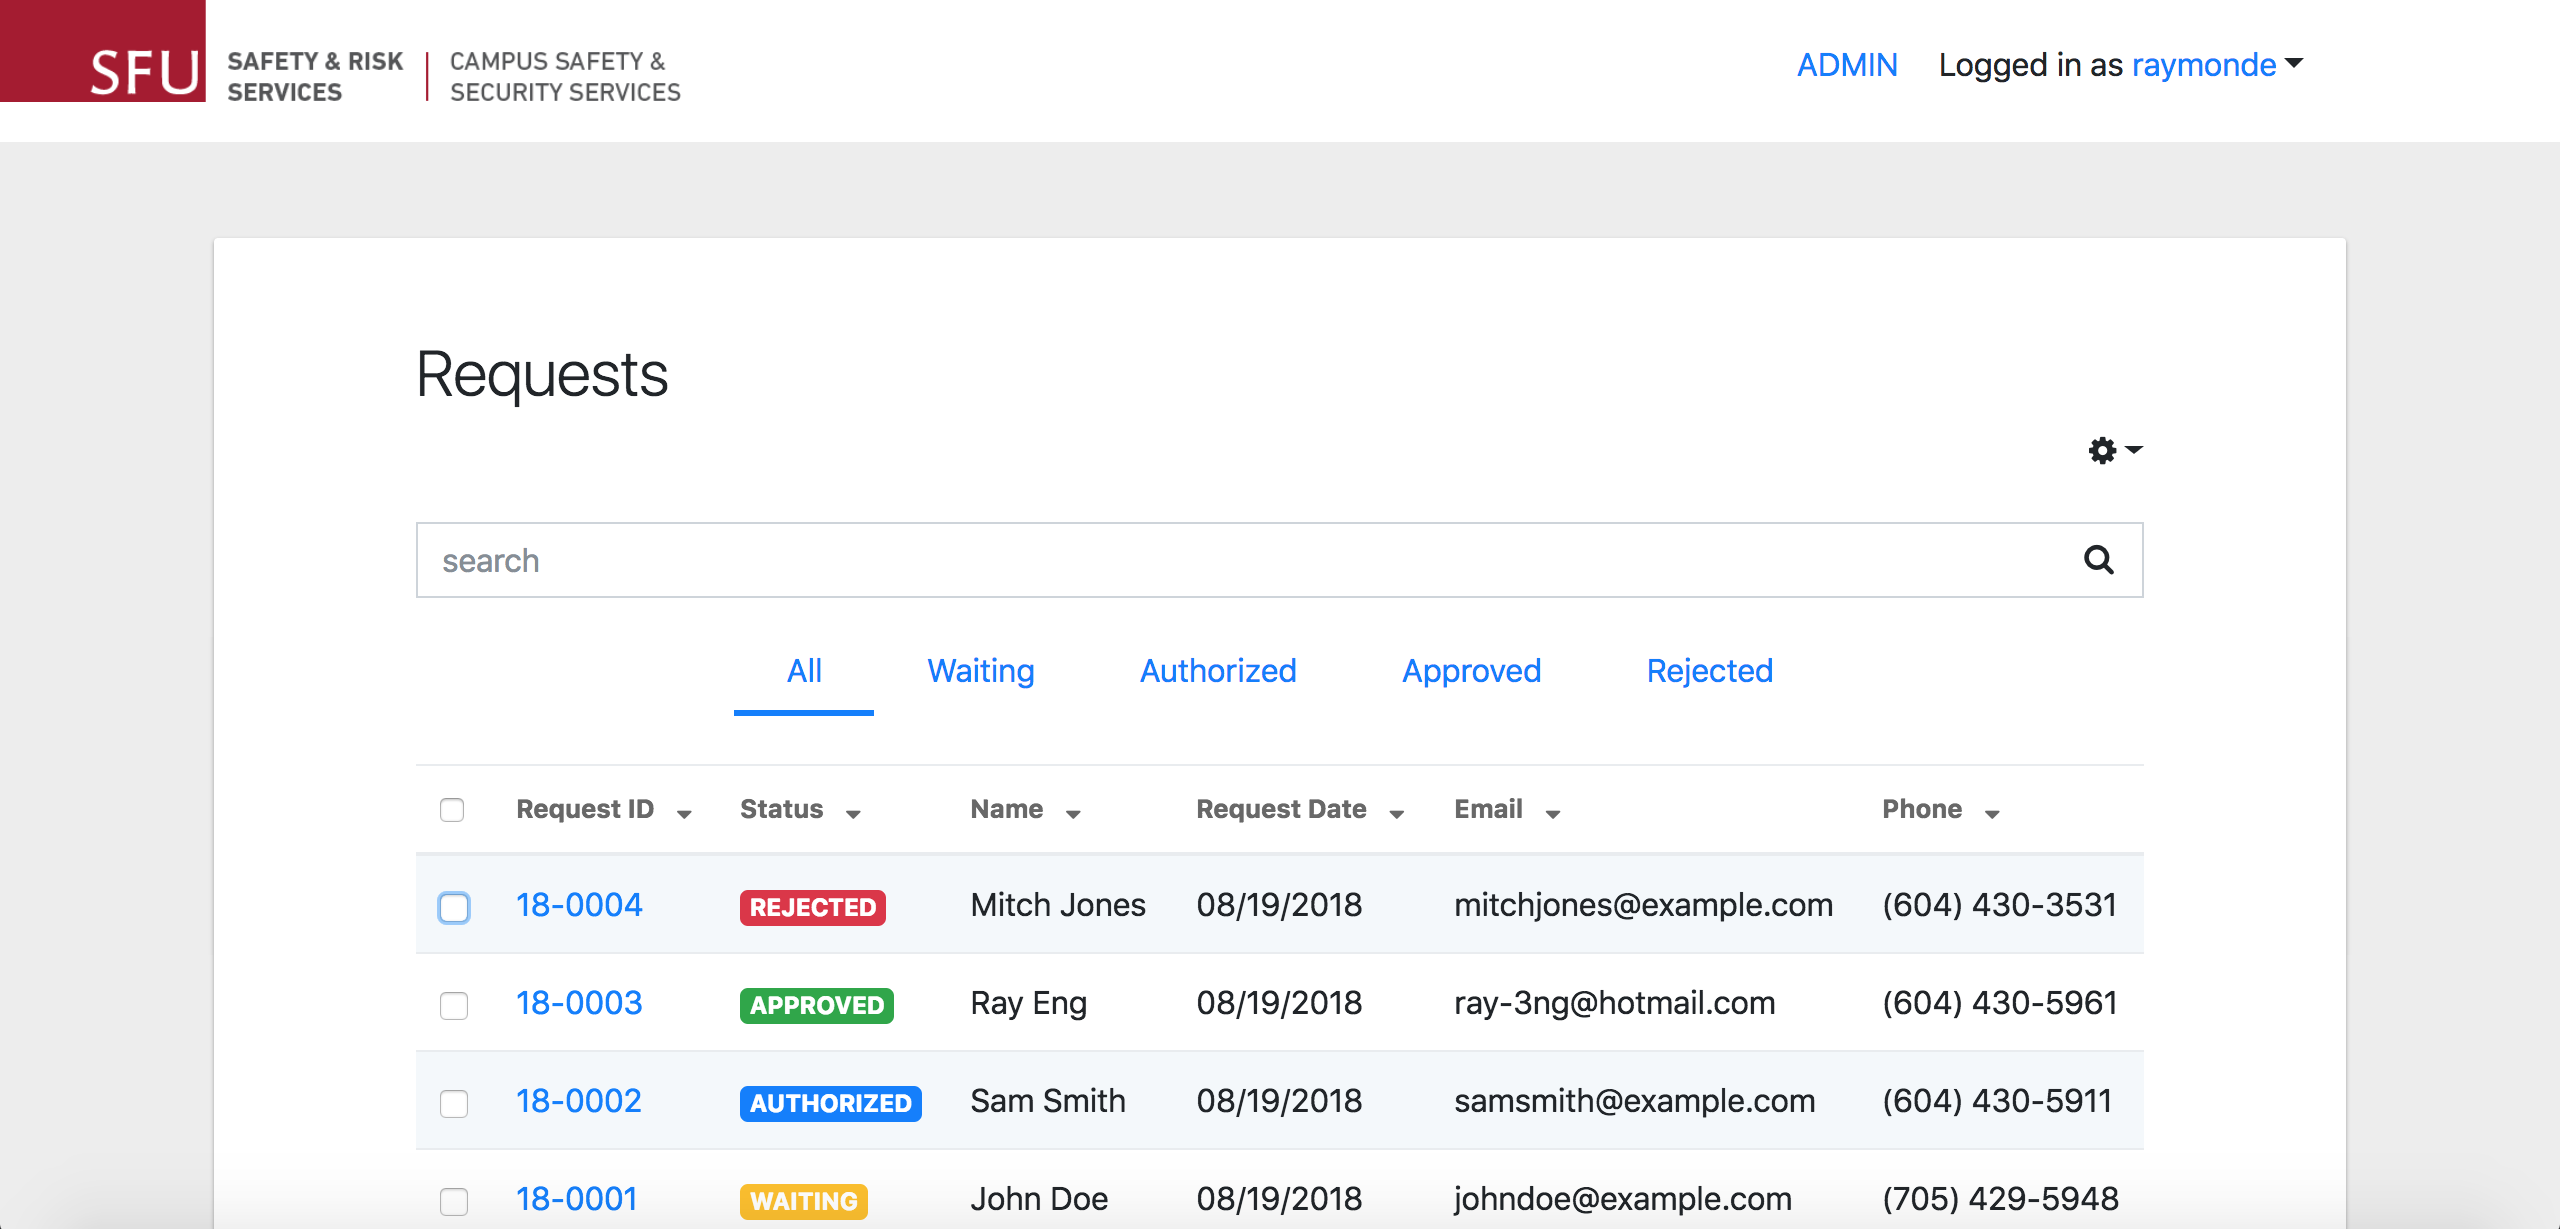 SFU
SAFETY & RISK SERVICES
CAMPUS SAFETY & SECURITY SERVICES
ADMIN Logged in as raymonde
Requests
search
All Waiting Authorized Approved Rejected
Request ID Status Name Request Date Email Phone
18-0004 REJECTED Mitch Jones 08/19/2018 mitchjones@example.com (604) 430-3531
18-0003 APPROVED Ray Eng 08/19/2018 ray-3ng@hotmail.com (604) 430-5961
18-0002 AUTHORIZED Sam Smith 08/19/2018 samsmith@example.com (604) 430-5911
18-0001 WAITING John Doe 08/19/2018 johndoe@example.com (705) 429-5948